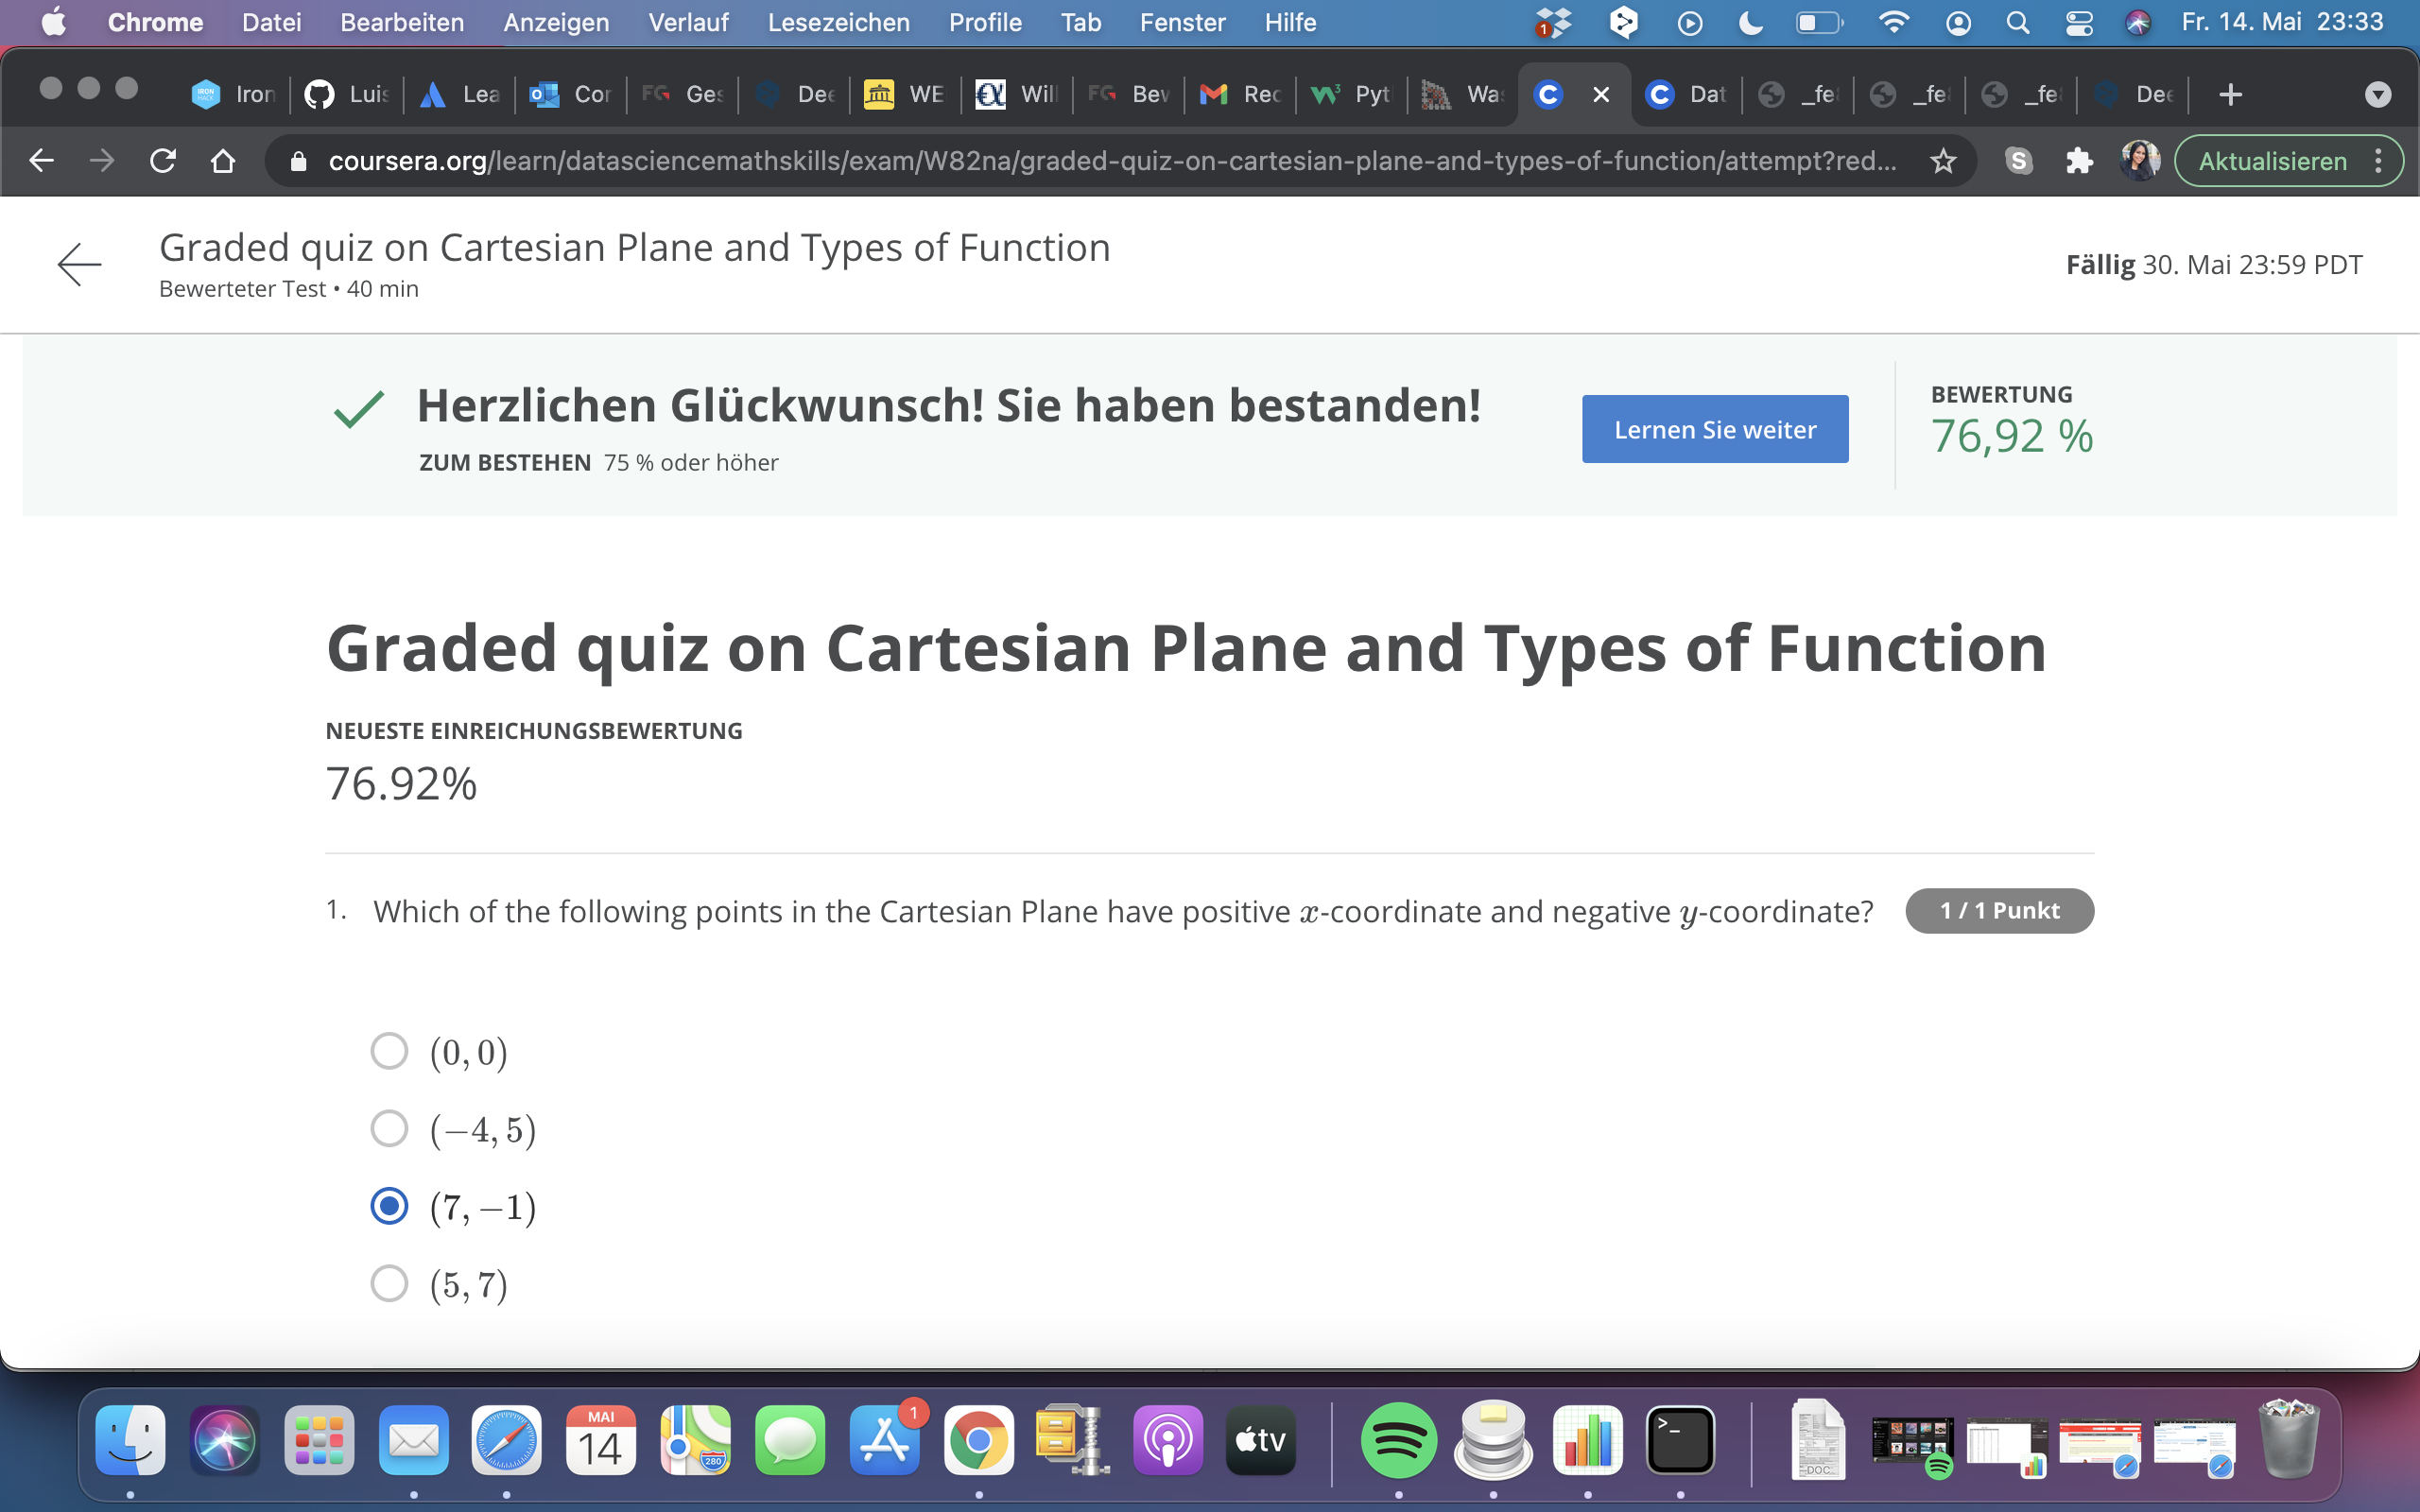 Chrome Datei Bearbeiten Anzeigen Verlauf Lesezeichen Profile Tab Fenster Hilfe 1 Fr. 14. Mai 23:33
Iron Luis Lea Cor Ges Dee WE Will Bew Rec Pyt Was Dat _fe _fe _fe Dee
coursera.org/learn/datasciencemathskills/exam/W82na/graded-quiz-on-cartesian-plane-and-types-of-function/attempt?red... Aktualisieren
Graded quiz on Cartesian Plane and Types of Function
Bewerteter Test • 40 min
Fällig 30. Mai 23:59 PDT
Herzlichen Glückwunsch! Sie haben bestanden!
ZUM BESTEHEN 75 % oder höher
Lernen Sie weiter
BEWERTUNG
76,92 %
Graded quiz on Cartesian Plane and Types of Function
NEUESTE EINREICHUNGSBEWERTUNG
76.92%
1. Which of the following points in the Cartesian Plane have positive x-coordinate and negative y-coordinate?
1 / 1 Punkt
(0, 0)
(−4, 5)
(7, −1)
(5, 7)
MAI
14
280
1
tv
>_
DOC